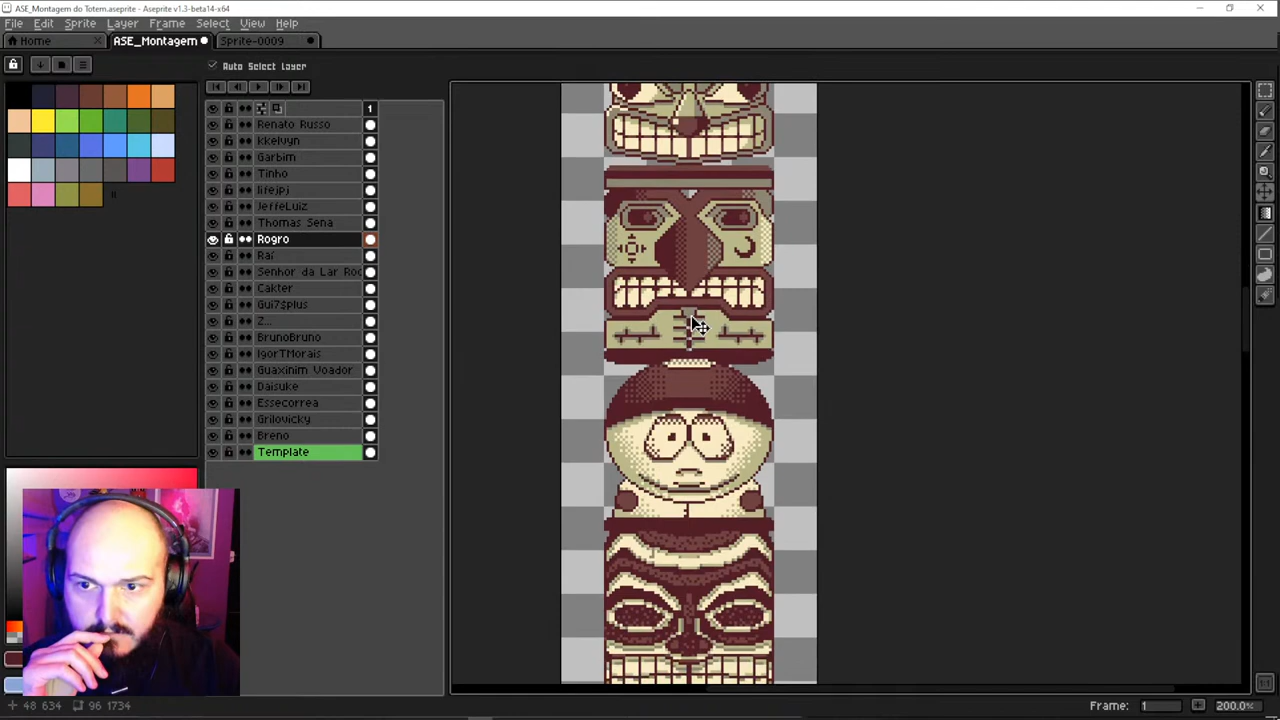 ASE_Montagem do Totem.aseprite - Aseprite v1.3-beta14-x64
File Edit Sprite Layer Frame Select View Help
Home ASE_Montagem Sprite-0009
Auto Select Layer
1
Renato Russo
kkelvyn
Garbim
Tinho
lifejpj
JeffeLuiz
Thomas Sena
Rogro
Raí
Senhor da Lar Roc
Cakter
Gui7$plus
Z...
BrunoBruno
IgorTMorais
Guaxinim Voador
Daisuke
Essecorrea
Grilovicky
Breno
Template
48 634 96 1734
Frame: 1 200.0%